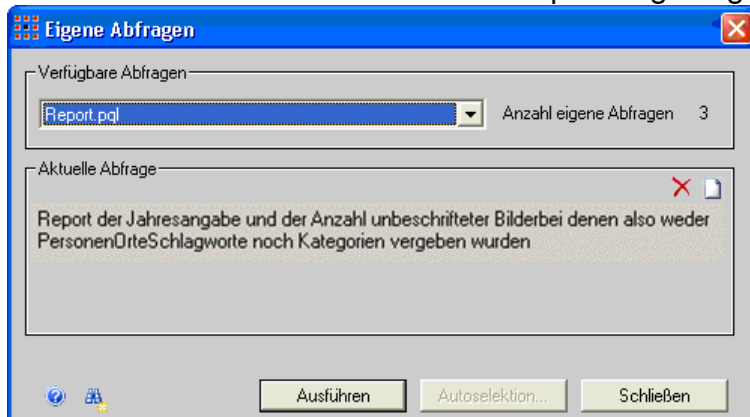 Eigene Abfragen
Verfügbare Abfragen
Report.pql
Anzahl eigene Abfragen 3
Aktuelle Abfrage
Report der Jahresangabe und der Anzahl unbeschrifteter Bilderbei denen also weder
PersonenOrteSchlagworte noch Kategorien vergeben wurden
Ausführen Autoselektion... Schließen